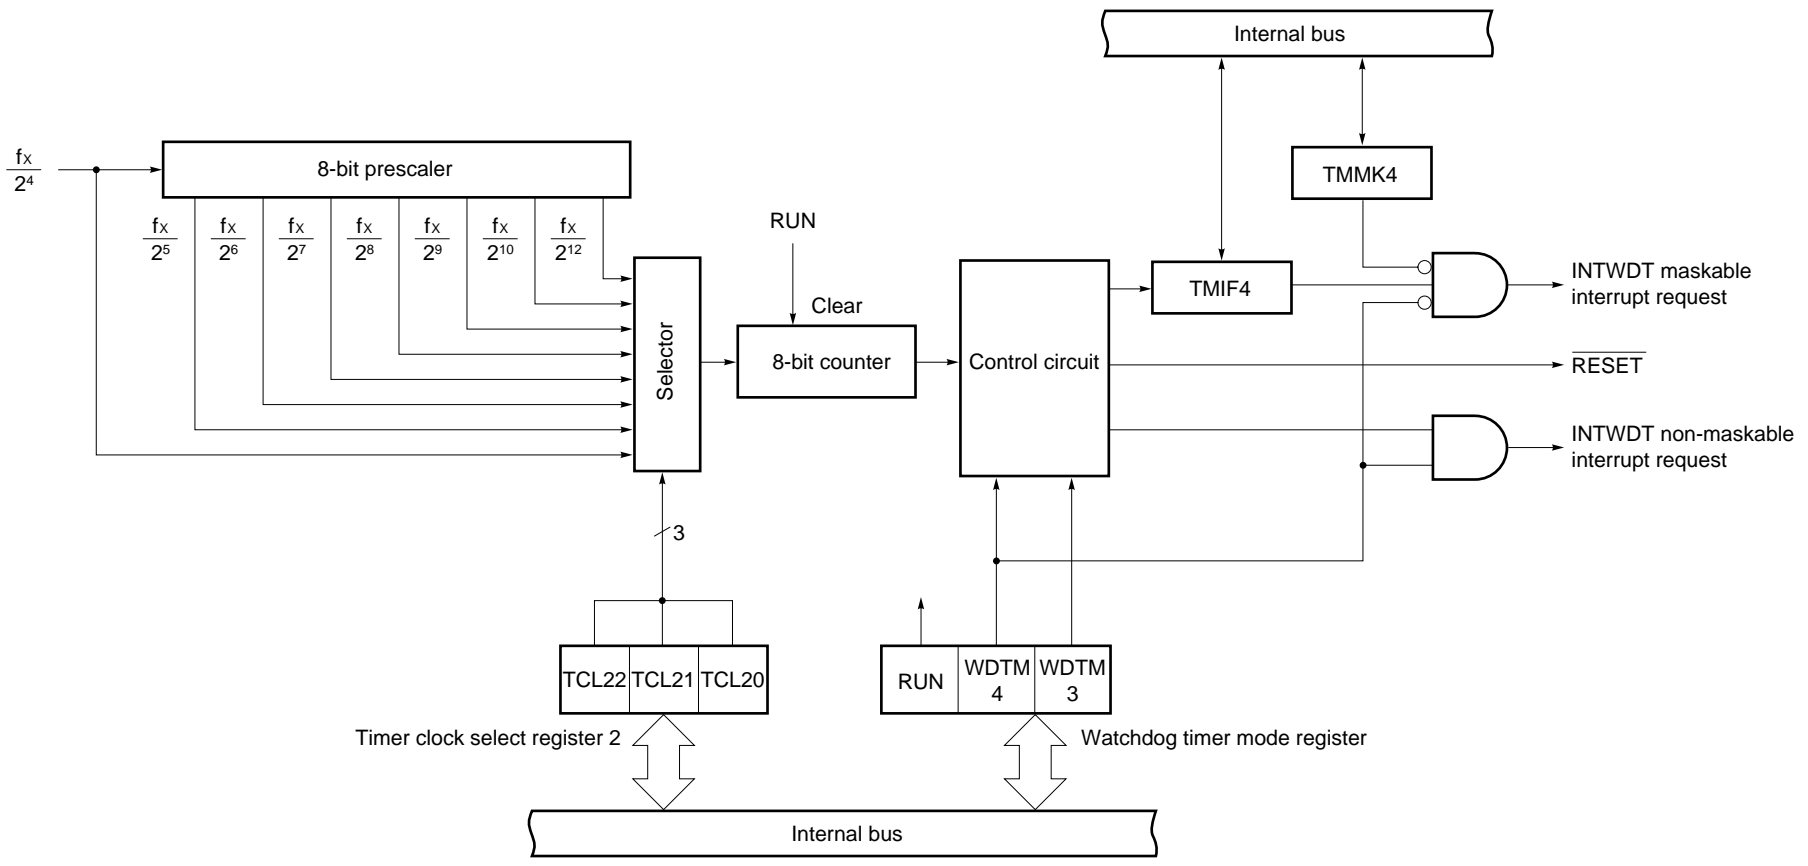 Internal bus
fX/2⁴
8-bit prescaler
TMMK4
fX/2⁵
fX/2⁶
fX/2⁷
fX/2⁸
fX/2⁹
fX/2¹⁰
fX/2¹²
RUN
Clear
Selector
8-bit counter
Control circuit
TMIF4
INTWDT maskable
interrupt request
RESET
INTWDT non-maskable
interrupt request
3
TCL22
TCL21
TCL20
RUN
WDTM
4
WDTM
3
Timer clock select register 2
Watchdog timer mode register
Internal bus